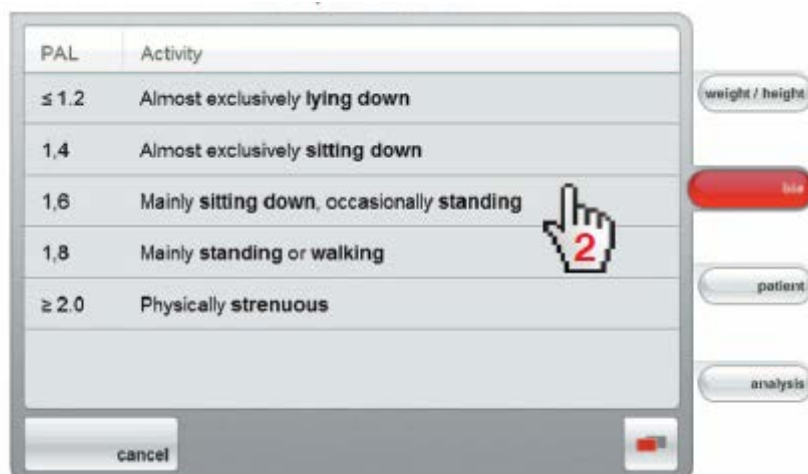 PAL Activity
≤ 1.2 Almost exclusively lying down
1,4 Almost exclusively sitting down
1,6 Mainly sitting down, occasionally standing
1,8 Mainly standing or walking
≥ 2.0 Physically strenuous
2
cancel
weight / height
bia
patient
analysis